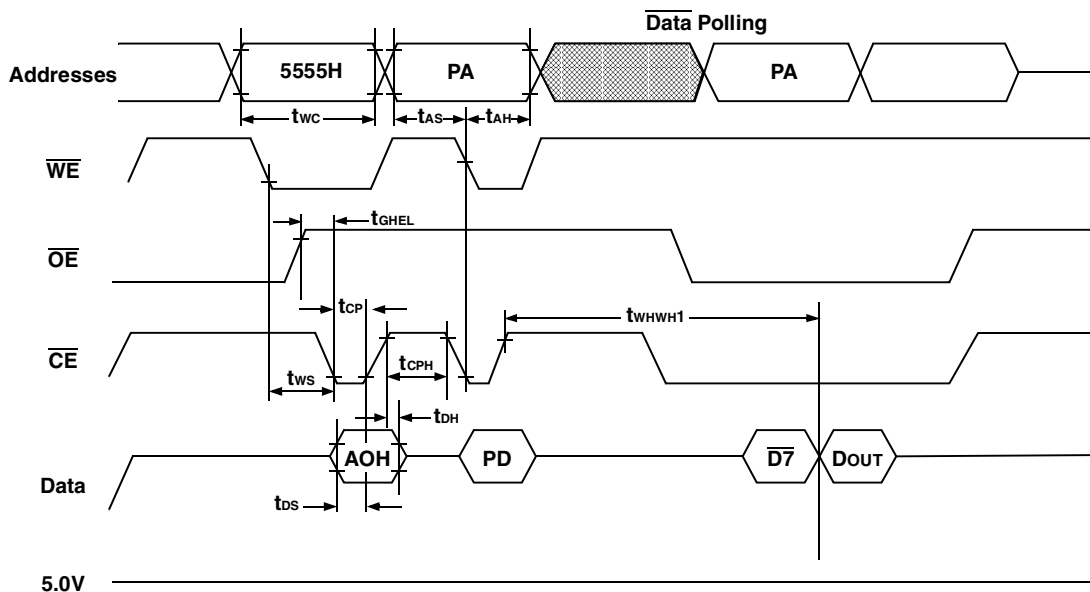 Data Polling
Addresses
5555H
PA
PA
tWC
tAS
tAH
WE
tGHEL
OE
tCP
tWHWH1
CE
tCPH
tWS
tDH
Data
AOH
PD
D7
DOUT
tDS
5.0V